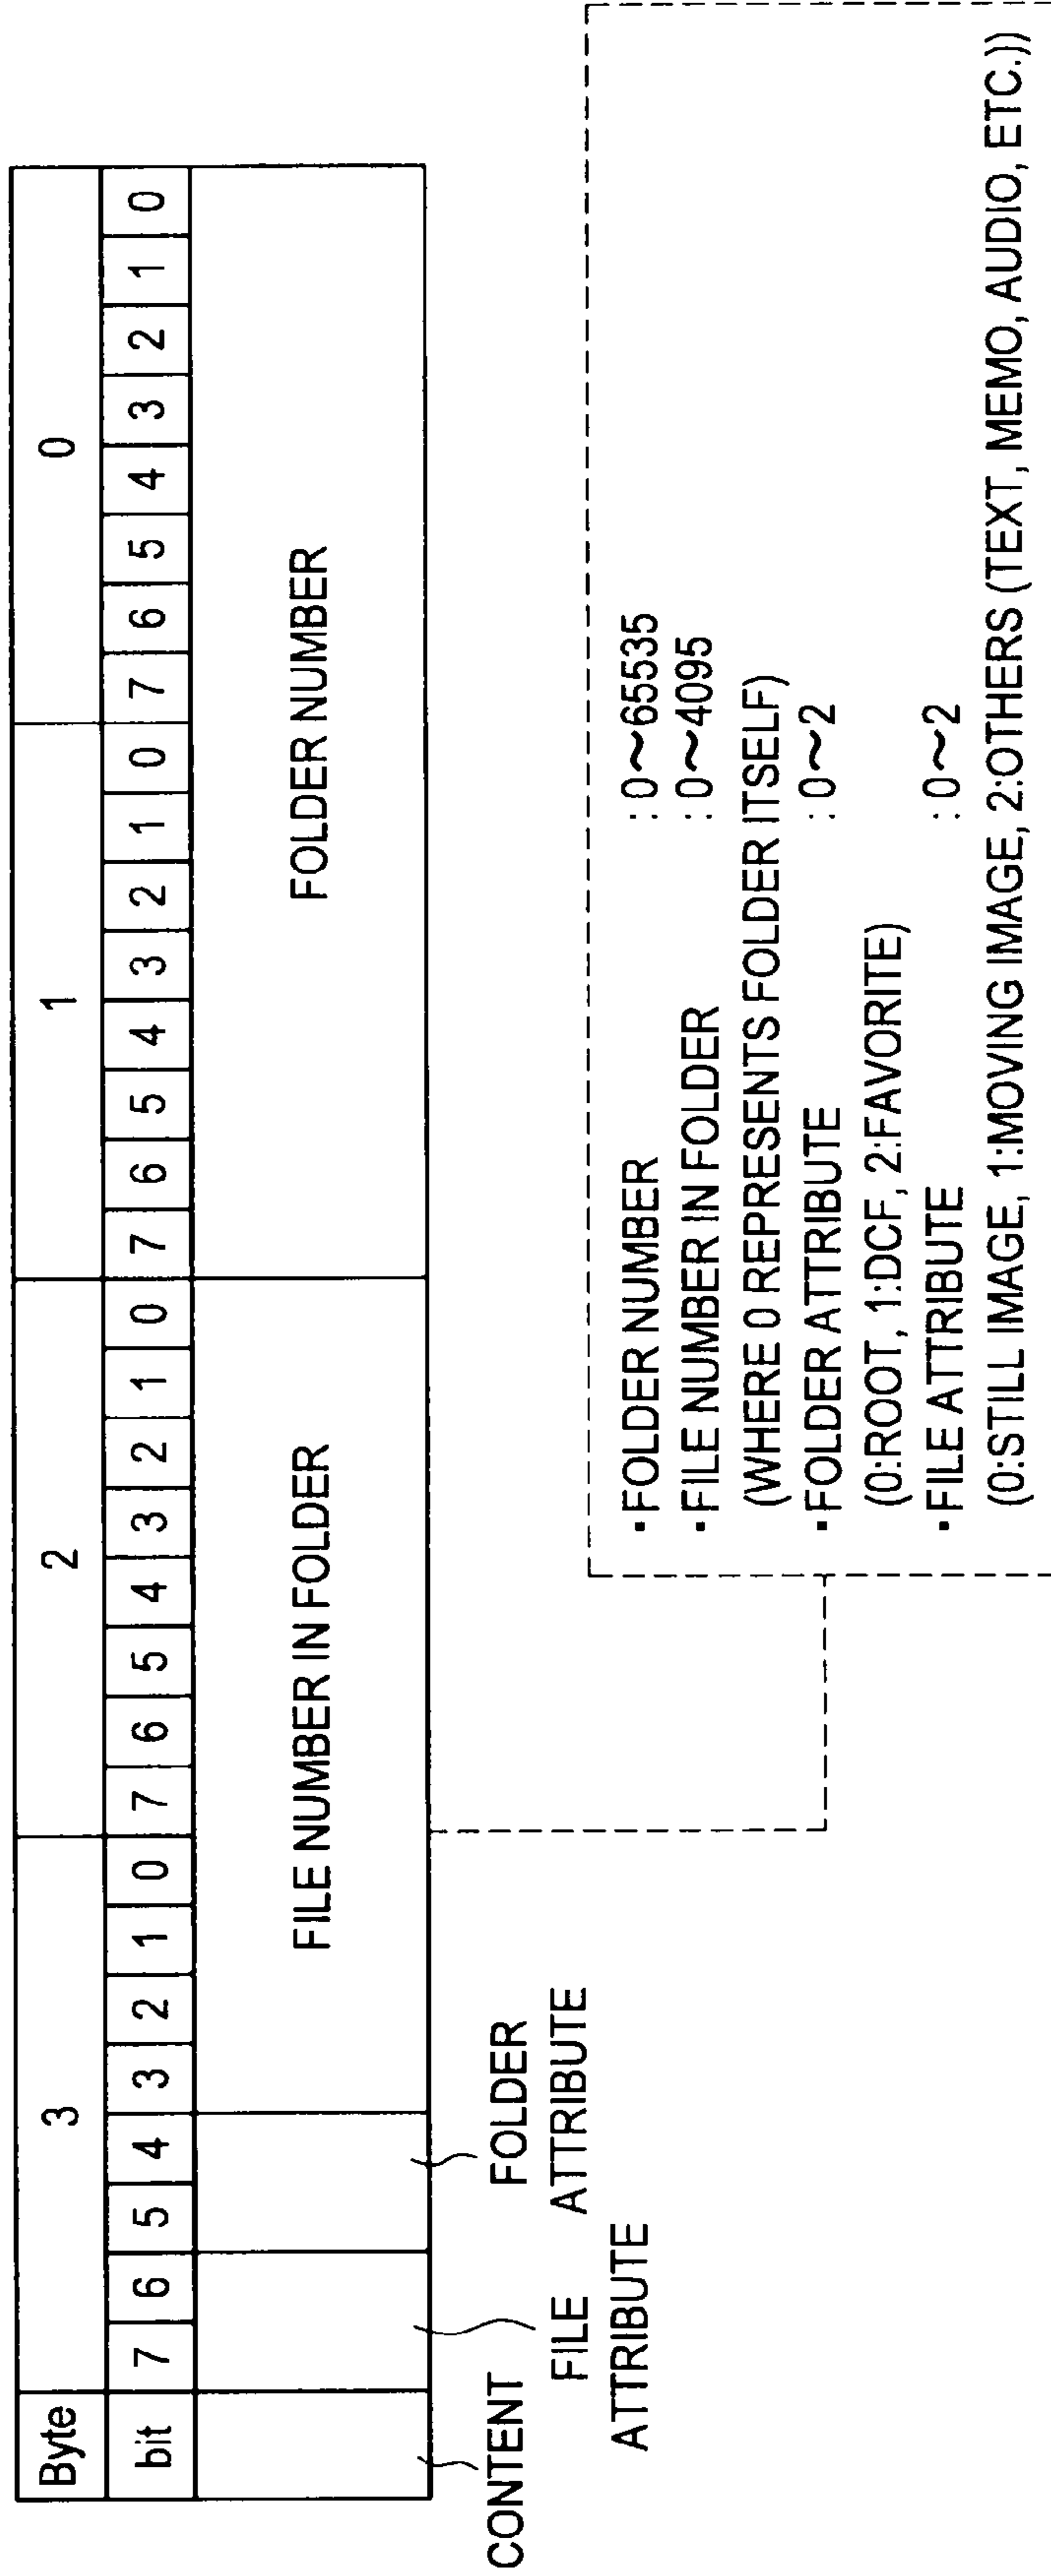 Byte 3 2 1 0
bit 7 6 5 4 3 2 1 0 7 6 5 4 3 2 1 0 7 6 5 4 3 2 1 0 7 6 5 4 3 2 1 0
FILE NUMBER IN FOLDER FOLDER NUMBER
CONTENT
FILE
ATTRIBUTE
FOLDER
ATTRIBUTE
・FOLDER NUMBER : 0~65535
・FILE NUMBER IN FOLDER : 0~4095
(WHERE 0 REPRESENTS FOLDER ITSELF)
・FOLDER ATTRIBUTE : 0~2
(0:ROOT, 1:DCF, 2:FAVORITE)
・FILE ATTRIBUTE : 0~2
(0:STILL IMAGE, 1:MOVING IMAGE, 2:OTHERS (TEXT, MEMO, AUDIO, ETC.))